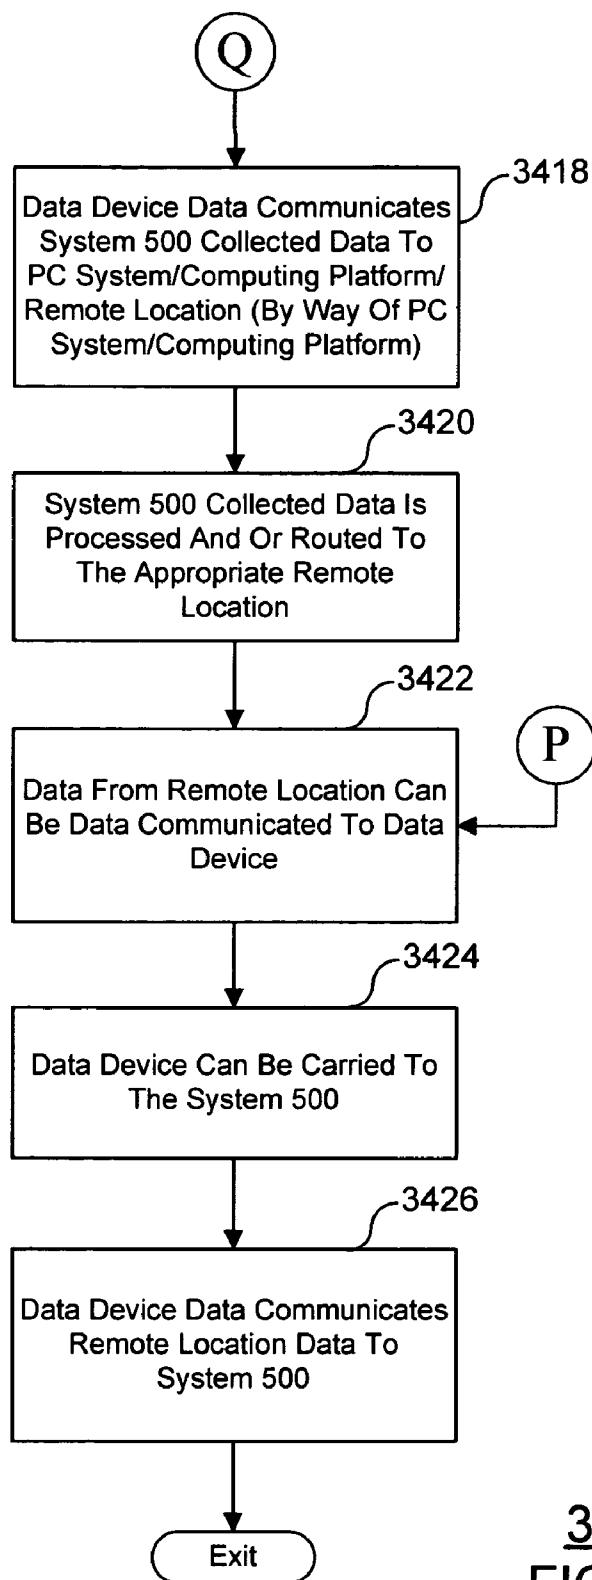 Q
3418
Data Device Data Communicates
System 500 Collected Data To
PC System/Computing Platform/
Remote Location (By Way Of PC
System/Computing Platform)
3420
System 500 Collected Data Is
Processed And Or Routed To
The Appropriate Remote
Location
3422
P
Data From Remote Location Can
Be Data Communicated To Data
Device
3424
Data Device Can Be Carried To
The System 500
3426
Data Device Data Communicates
Remote Location Data To
System 500
Exit